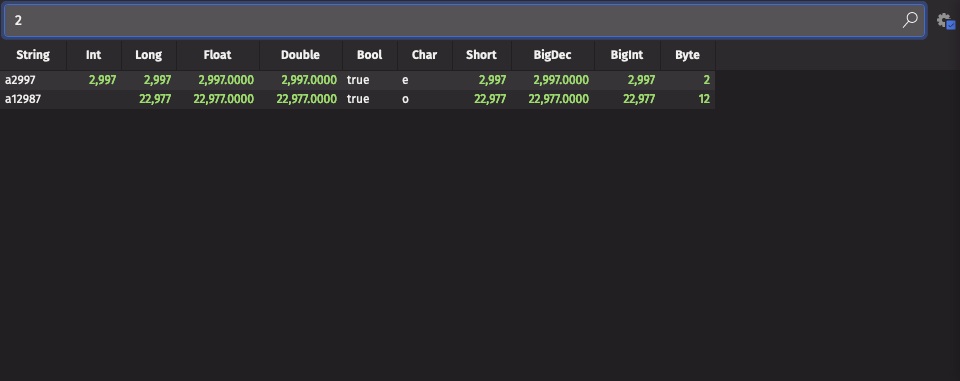 2
String Int Long Float Double Bool Char Short BigDec BigInt Byte
a2997 2,997 2,997 2,997.0000 2,997.0000 true e 2,997 2,997.0000 2,997 2
a12987 22,977 22,977.0000 22,977.0000 true o 22,977 22,977.0000 22,977 12